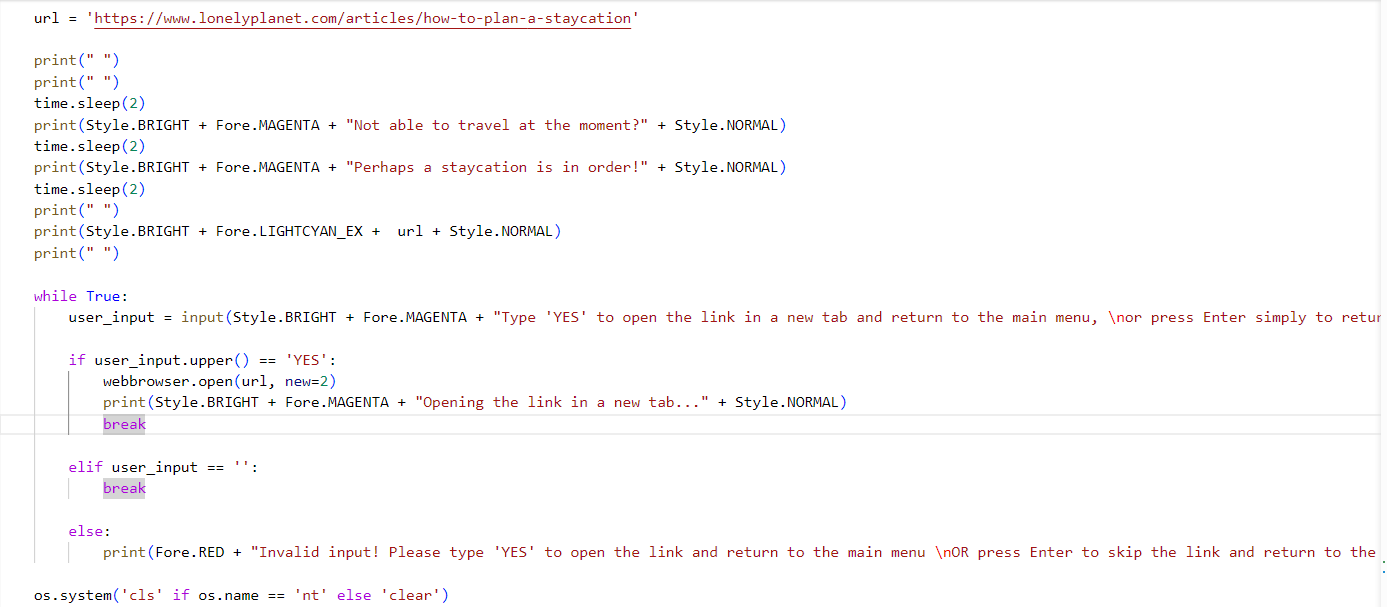 url = 'https://www.lonelyplanet.com/articles/how-to-plan-a-staycation'
print(" ")
print(" ")
time.sleep(2)
print(Style.BRIGHT + Fore.MAGENTA + "Not able to travel at the moment?" + Style.NORMAL)
time.sleep(2)
print(Style.BRIGHT + Fore.MAGENTA + "Perhaps a staycation is in order!" + Style.NORMAL)
time.sleep(2)
print(" ")
print(Style.BRIGHT + Fore.LIGHTCYAN_EX +  url + Style.NORMAL)
print(" ")
while True:
    user_input = input(Style.BRIGHT + Fore.MAGENTA + "Type 'YES' to open the link in a new tab and return to the main menu, \nor press Enter simply to retur
    if user_input.upper() == 'YES':
        webbrowser.open(url, new=2)
        print(Style.BRIGHT + Fore.MAGENTA + "Opening the link in a new tab..." + Style.NORMAL)
        break
    elif user_input == '':
        break
    else:
        print(Fore.RED + "Invalid input! Please type 'YES' to open the link and return to the main menu \nOR press Enter to skip the link and return to the
os.system('cls' if os.name == 'nt' else 'clear')